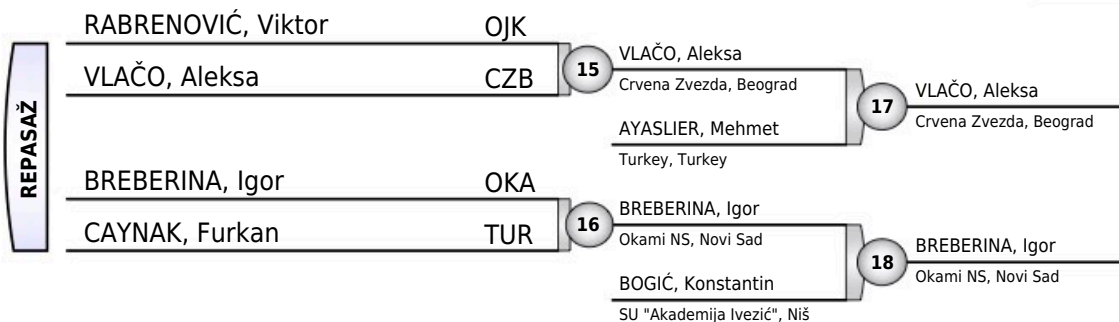 REPASAŽ
RABRENOVIĆ, Viktor OJK
VLAČO, Aleksa CZB
15
VLAČO, Aleksa
Crvena Zvezda, Beograd
AYASLIER, Mehmet
Turkey, Turkey
17
VLAČO, Aleksa
Crvena Zvezda, Beograd
BREBERINA, Igor OKA
CAYNAK, Furkan TUR
16
BREBERINA, Igor
Okami NS, Novi Sad
BOGIĆ, Konstantin
SU "Akademija Ivezić", Niš
18
BREBERINA, Igor
Okami NS, Novi Sad